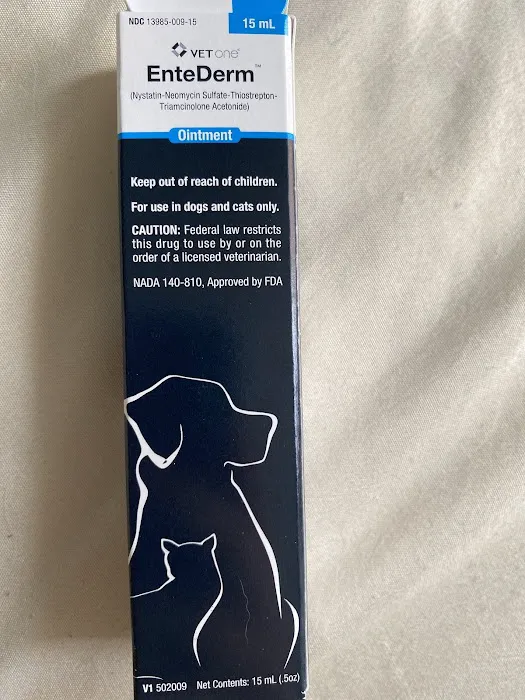 NDC 13985-009-15
15 mL
VET one®
EnteDerm™
(Nystatin-Neomycin Sulfate-Thiostrepton-
Triamcinolone Acetonide)
Ointment
Keep out of reach of children.
For use in dogs and cats only.
CAUTION: Federal law restricts
this drug to use by or on the
order of a licensed veterinarian.
NADA 140-810, Approved by FDA
V1 502009 Net Contents: 15 mL (.5oz)